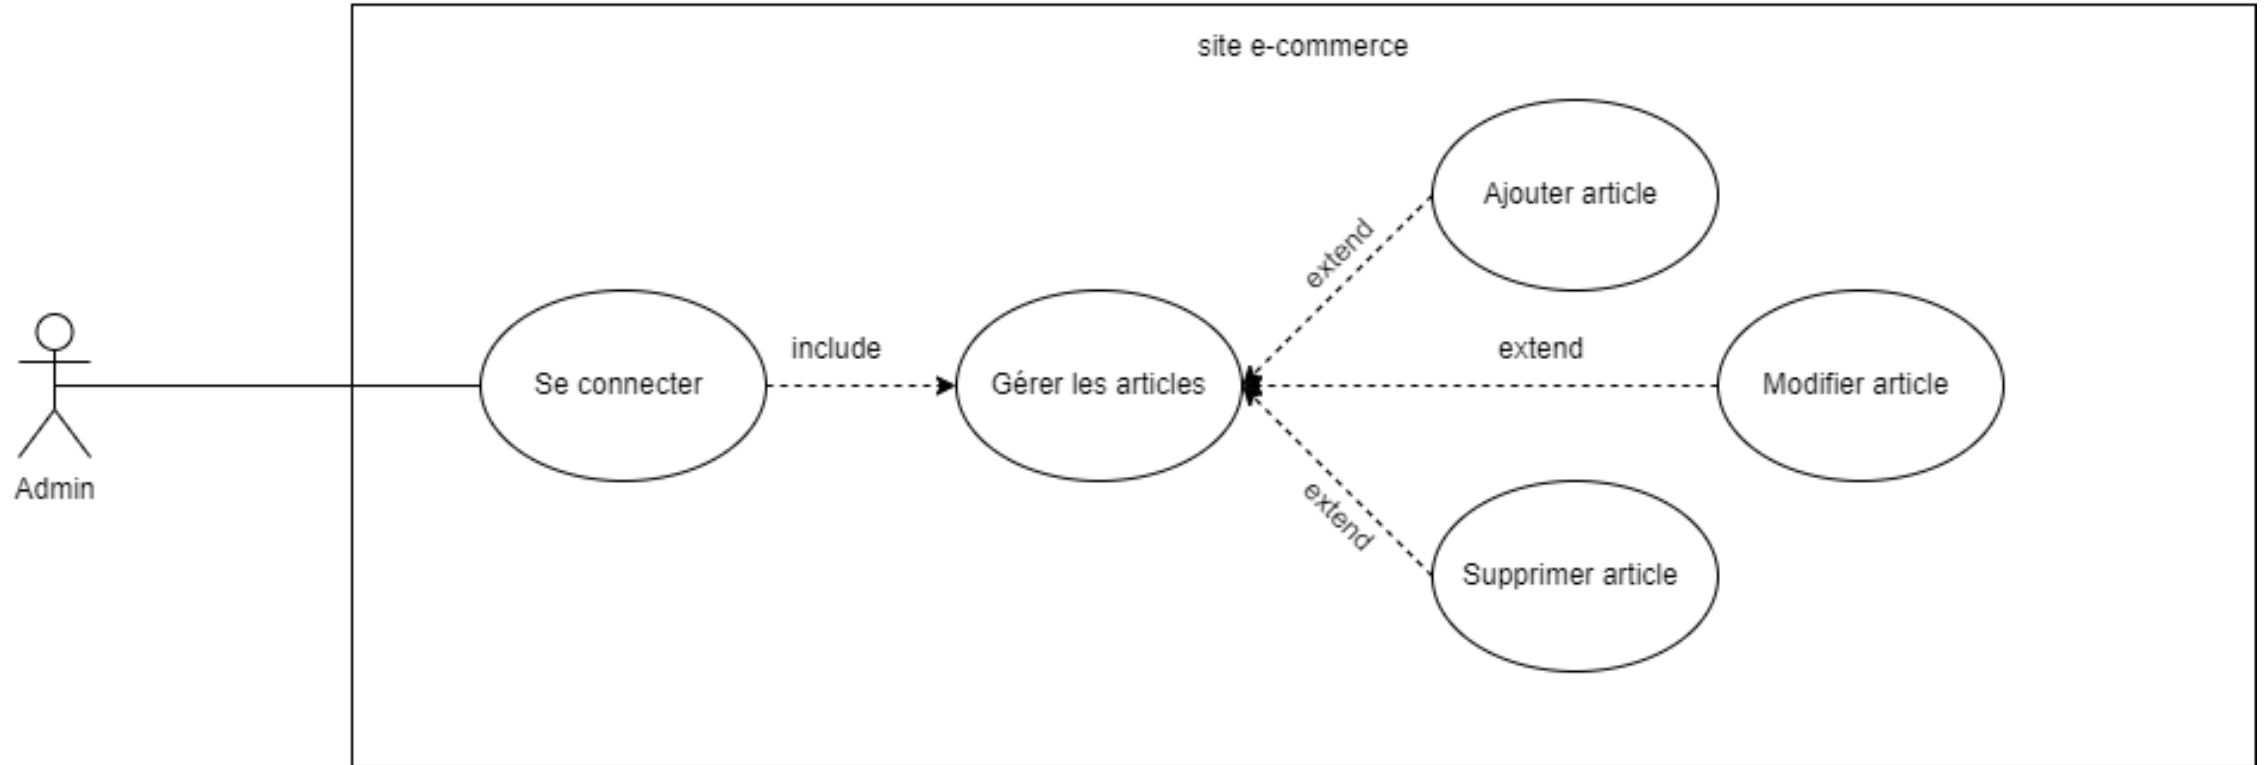 site e-commerce
Ajouter article
extend
include
extend
Se connecter
Gérer les articles
Modifier article
Admin
extend
Supprimer article